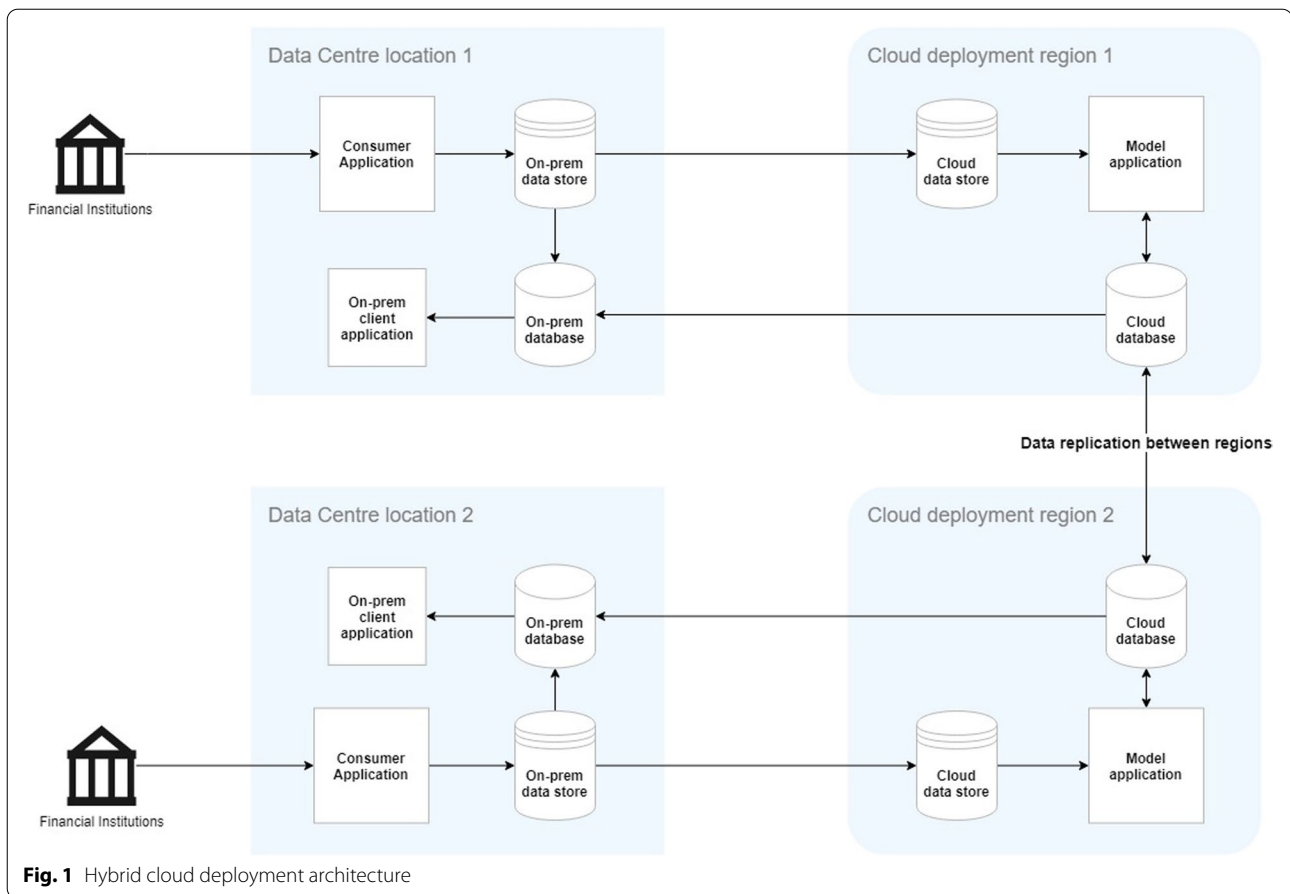 Data Centre location 1
Cloud deployment region 1
Financial Institutions
Consumer
Application
On-prem
data store
Cloud
data store
Model
application
On-prem
client
application
On-prem
database
Cloud
database
Data replication between regions
Data Centre location 2
Cloud deployment region 2
On-prem
client
application
On-prem
database
Cloud
database
Financial Institutions
Consumer
Application
On-prem
data store
Cloud
data store
Model
application
Fig. 1 Hybrid cloud deployment architecture